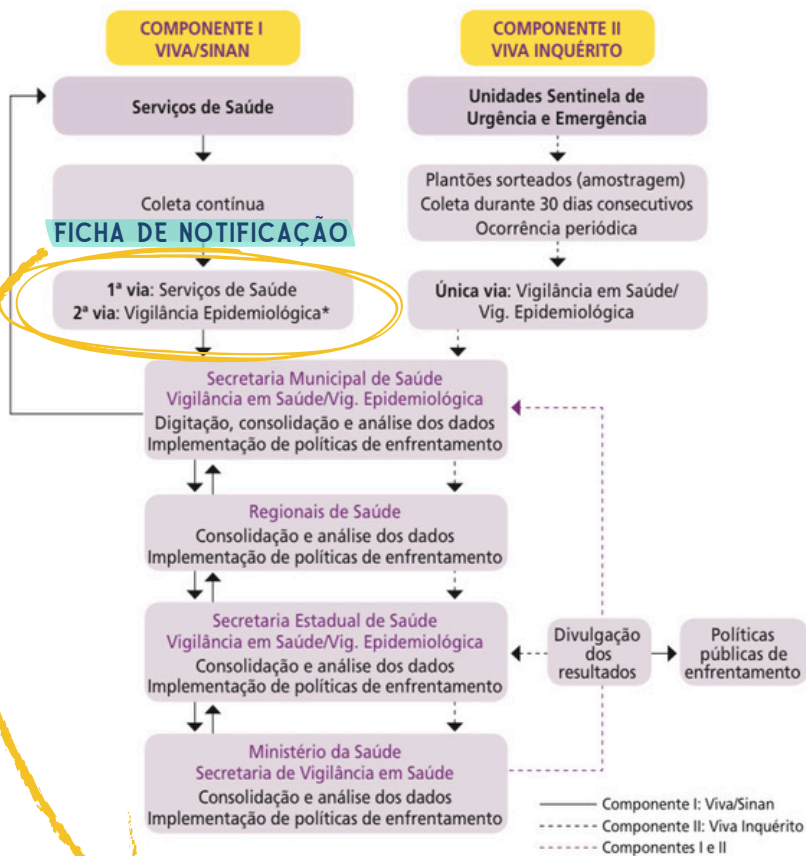 COMPONENTE I
VIVA/SINAN
COMPONENTE II
VIVA INQUÉRITO
Serviços de Saúde
Unidades Sentinela de
Urgência e Emergência
Coleta contínua
FICHA DE NOTIFICAÇÃO
Plantões sorteados (amostragem)
Coleta durante 30 dias consecutivos
Ocorrência periódica
1ª via: Serviços de Saúde
2ª via: Vigilância Epidemiológica*
Única via: Vigilância em Saúde/
Vig. Epidemiológica
Secretaria Municipal de Saúde
Vigilância em Saúde/Vig. Epidemiológica
Digitação, consolidação e análise dos dados
Implementação de políticas de enfrentamento
Regionais de Saúde
Consolidação e análise dos dados
Implementação de políticas de enfrentamento
Secretaria Estadual de Saúde
Vigilância em Saúde/Vig. Epidemiológica
Consolidação e análise dos dados
Implementação de políticas de enfrentamento
Divulgação
dos
resultados
Políticas
públicas de
enfrentamento
Ministério da Saúde
Secretaria de Vigilância em Saúde
Consolidação e análise dos dados
Implementação de políticas de enfrentamento
Componente I: Viva/Sinan
Componente II: Viva Inquérito
Componentes I e II